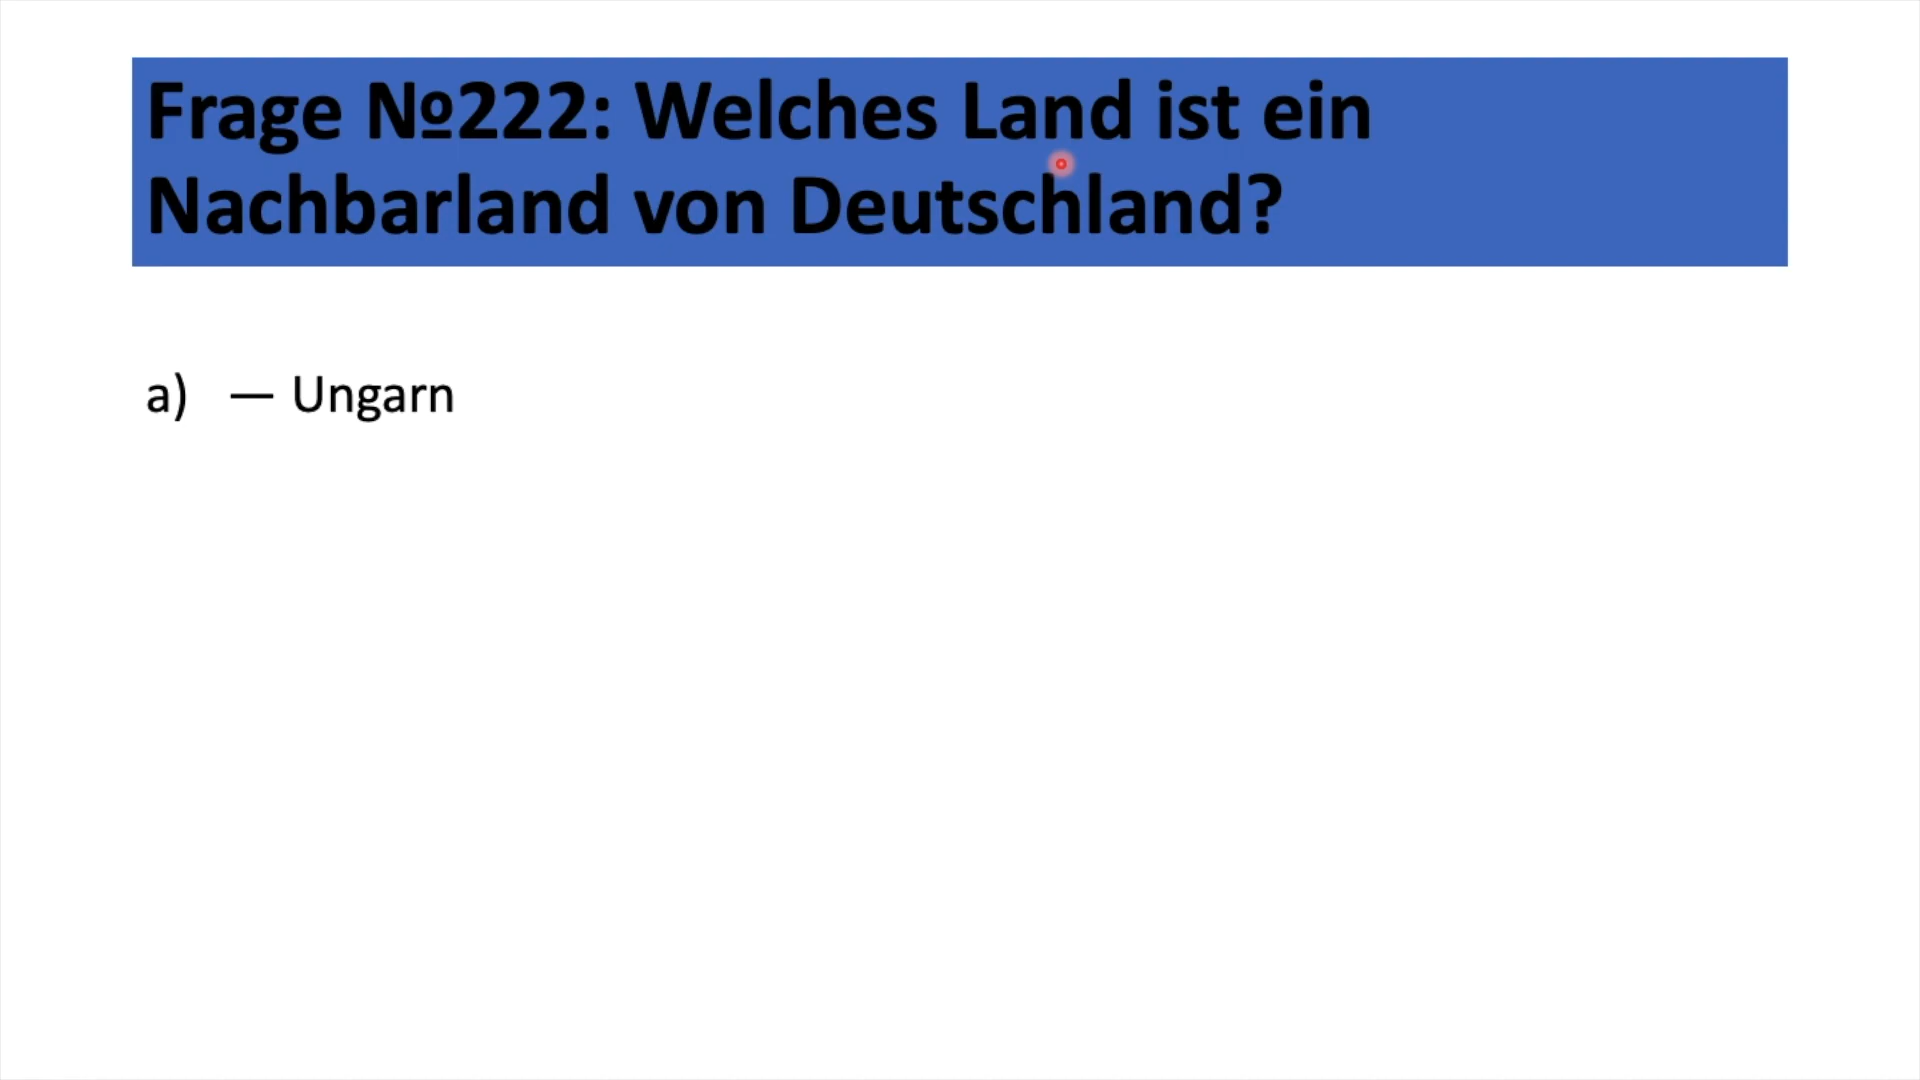 Frage №222: Welches Land ist ein
Nachbarland von Deutschland?
a) — Ungarn